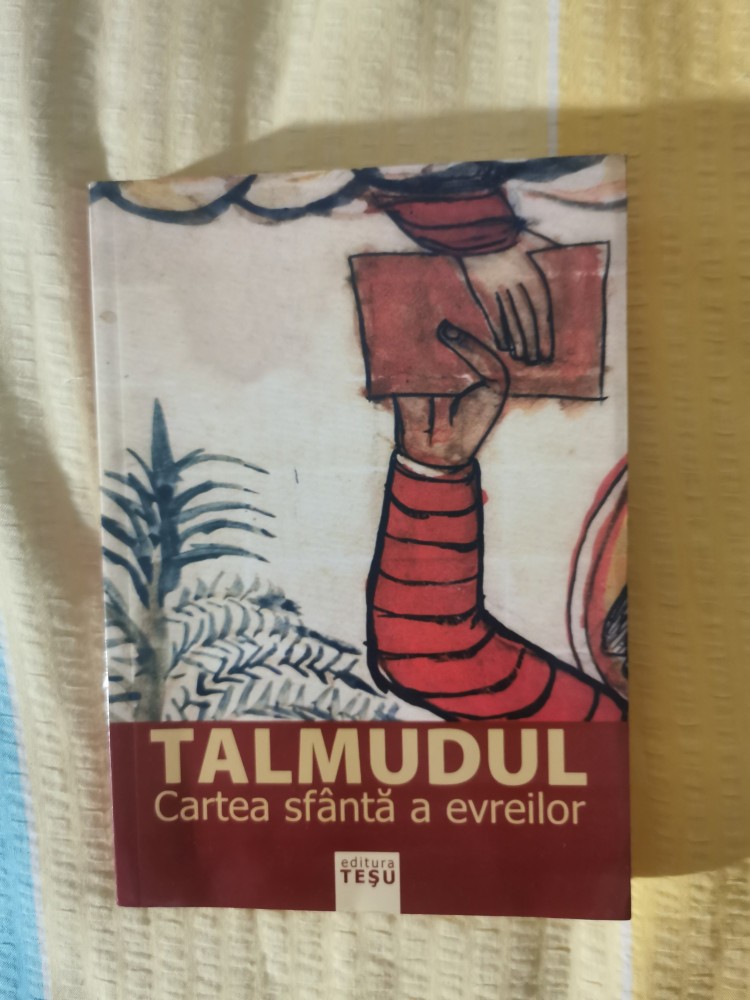 TALMUDUL
Cartea sfântă a evreilor
editura
TEŞU